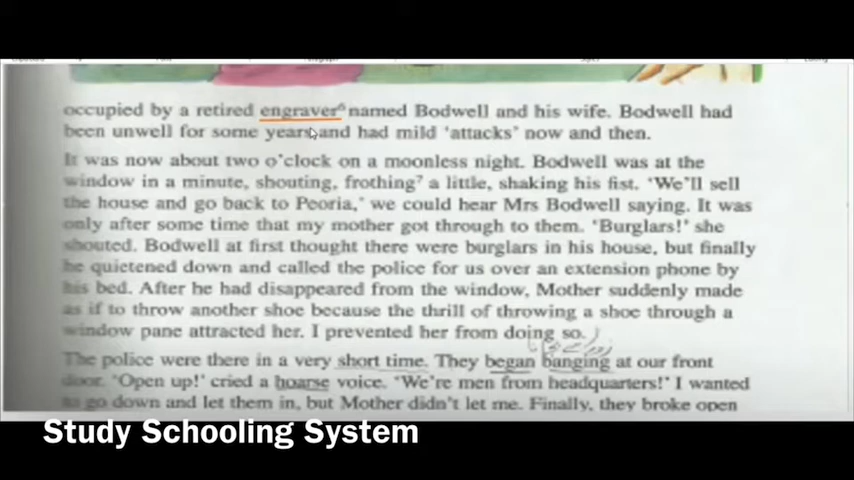 occupied by a retired engraver⁶ named Bodwell and his wife. Bodwell had
been unwell for some years and had mild 'attacks' now and then.
It was now about two o'clock on a moonless night. Bodwell was at the
window in a minute, shouting, frothing⁷ a little, shaking his fist. 'We'll sell
the house and go back to Peoria,' we could hear Mrs Bodwell saying. It was
only after some time that my mother got through to them. 'Burglars!' she
shouted. Bodwell at first thought there were burglars in his house, but finally
he quietened down and called the police for us over an extension phone by
his bed. After he had disappeared from the window, Mother suddenly made
as if to throw another shoe because the thrill of throwing a shoe through a
window pane attracted her. I prevented her from doing so.
The police were there in a very short time. They began banging at our front
door. 'Open up!' cried a hoarse voice. 'We're men from headquarters!' I wanted
to go down and let them in, but Mother didn't let me. Finally, they broke open
Study Schooling System